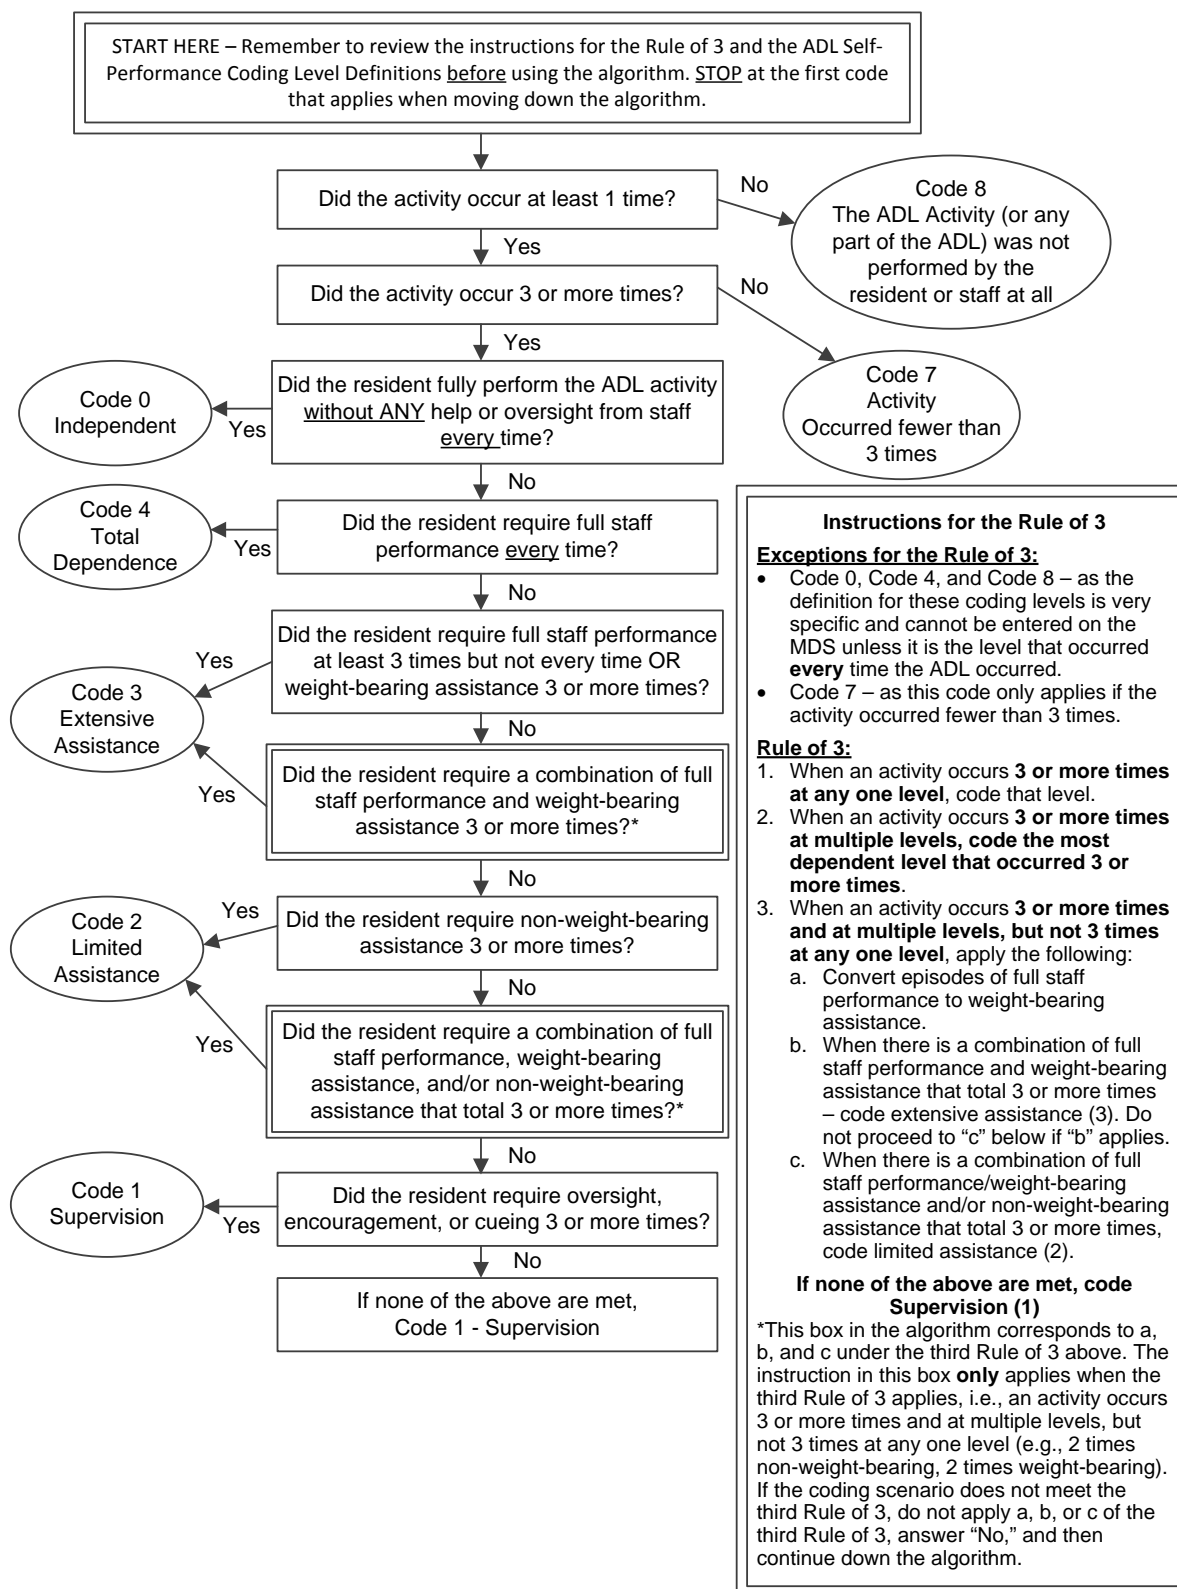 START HERE – Remember to review the instructions for the Rule of 3 and the ADL Self-
Performance Coding Level Definitions before using the algorithm. STOP at the first code
that applies when moving down the algorithm.
Did the activity occur at least 1 time?
No
Code 8
The ADL Activity (or any
part of the ADL) was not
performed by the
resident or staff at all
Yes
Did the activity occur 3 or more times?
No
Code 7
Activity
Occurred fewer than
3 times
Yes
Did the resident fully perform the ADL activity
without ANY help or oversight from staff
every time?
Yes
Code 0
Independent
No
Did the resident require full staff
performance every time?
Yes
Code 4
Total
Dependence
No
Did the resident require full staff performance
at least 3 times but not every time OR
weight-bearing assistance 3 or more times?
Yes
Code 3
Extensive
Assistance
No
Did the resident require a combination of full
staff performance and weight-bearing
assistance 3 or more times?*
Yes
No
Did the resident require non-weight-bearing
assistance 3 or more times?
Yes
Code 2
Limited
Assistance
No
Did the resident require a combination of full
staff performance, weight-bearing
assistance, and/or non-weight-bearing
assistance that total 3 or more times?*
Yes
No
Did the resident require oversight,
encouragement, or cueing 3 or more times?
Yes
Code 1
Supervision
No
If none of the above are met,
Code 1 - Supervision
Instructions for the Rule of 3
Exceptions for the Rule of 3:
• Code 0, Code 4, and Code 8 – as the
definition for these coding levels is very
specific and cannot be entered on the
MDS unless it is the level that occurred
every time the ADL occurred.
• Code 7 – as this code only applies if the
activity occurred fewer than 3 times.
Rule of 3:
1. When an activity occurs 3 or more times
at any one level, code that level.
2. When an activity occurs 3 or more times
at multiple levels, code the most
dependent level that occurred 3 or
more times.
3. When an activity occurs 3 or more times
and at multiple levels, but not 3 times
at any one level, apply the following:
a. Convert episodes of full staff
performance to weight-bearing
assistance.
b. When there is a combination of full
staff performance and weight-bearing
assistance that total 3 or more times
– code extensive assistance (3). Do
not proceed to “c” below if “b” applies.
c. When there is a combination of full
staff performance/weight-bearing
assistance and/or non-weight-bearing
assistance that total 3 or more times,
code limited assistance (2).
If none of the above are met, code
Supervision (1)
*This box in the algorithm corresponds to a,
b, and c under the third Rule of 3 above. The
instruction in this box only applies when the
third Rule of 3 applies, i.e., an activity occurs
3 or more times and at multiple levels, but
not 3 times at any one level (e.g., 2 times
non-weight-bearing, 2 times weight-bearing).
If the coding scenario does not meet the
third Rule of 3, do not apply a, b, or c of the
third Rule of 3, answer “No,” and then
continue down the algorithm.